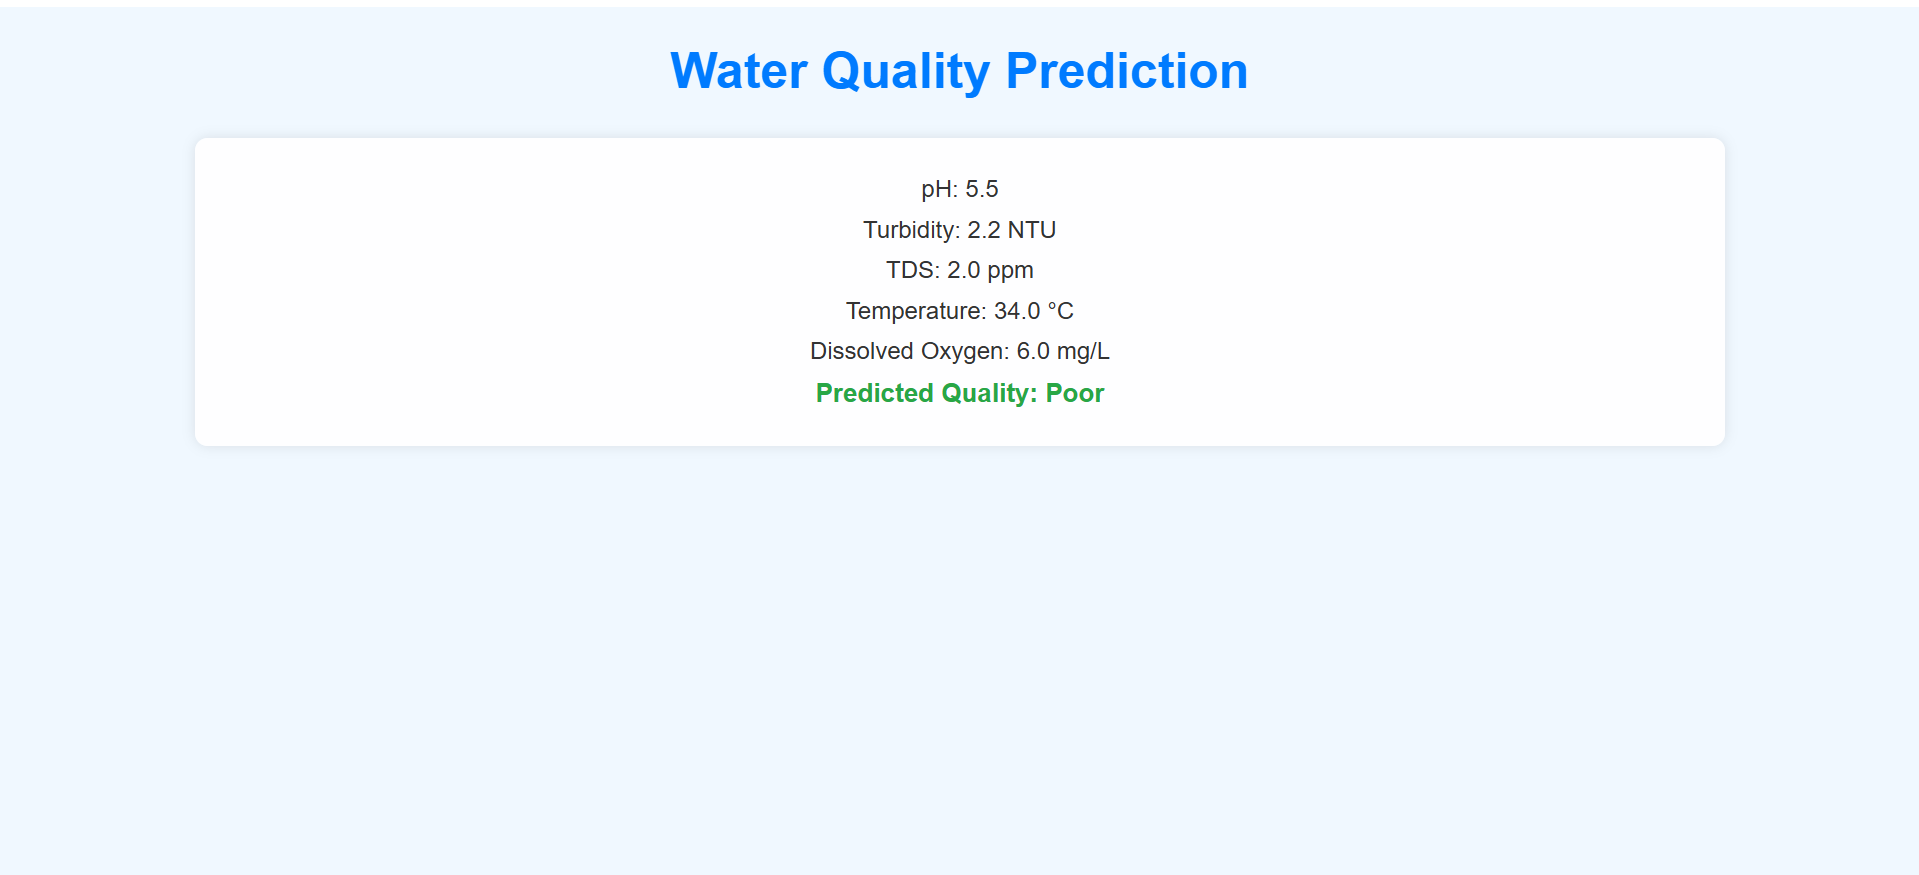 Water Quality Prediction
pH: 5.5
Turbidity: 2.2 NTU
TDS: 2.0 ppm
Temperature: 34.0 °C
Dissolved Oxygen: 6.0 mg/L
Predicted Quality: Poor